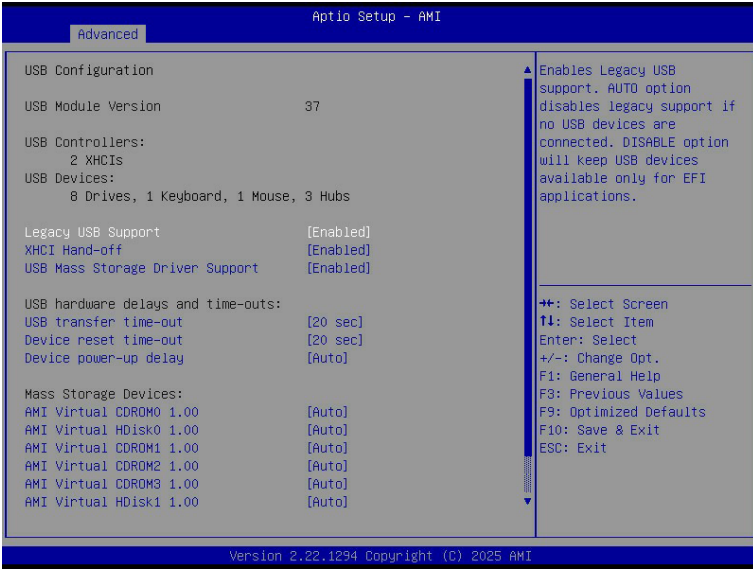 Aptio Setup – AMI
Advanced
USB Configuration
USB Module Version 37
USB Controllers:
2 XHCIs
USB Devices:
8 Drives, 1 Keyboard, 1 Mouse, 3 Hubs
Legacy USB Support [Enabled]
XHCI Hand-off [Enabled]
USB Mass Storage Driver Support [Enabled]
USB hardware delays and time-outs:
USB transfer time-out [20 sec]
Device reset time-out [20 sec]
Device power-up delay [Auto]
Mass Storage Devices:
AMI Virtual CDROM0 1.00 [Auto]
AMI Virtual HDisk0 1.00 [Auto]
AMI Virtual CDROM1 1.00 [Auto]
AMI Virtual CDROM2 1.00 [Auto]
AMI Virtual CDROM3 1.00 [Auto]
AMI Virtual HDisk1 1.00 [Auto]
Enables Legacy USB
support. AUTO option
disables legacy support if
no USB devices are
connected. DISABLE option
will keep USB devices
available only for EFI
applications.
→←: Select Screen
↑↓: Select Item
Enter: Select
+/-: Change Opt.
F1: General Help
F3: Previous Values
F9: Optimized Defaults
F10: Save & Exit
ESC: Exit
Version 2.22.1294 Copyright (C) 2025 AMI